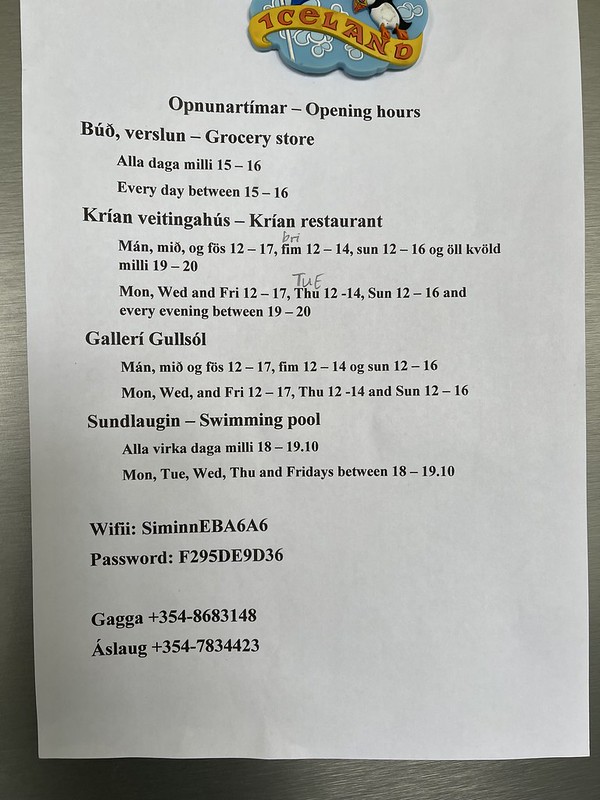 ICELAND
Opnunartímar – Opening hours
Búð, verslun – Grocery store
Alla daga milli 15 – 16
Every day between 15 – 16
Krían veitingahús – Krían restaurant
þri
Mán, mið, og fös 12 – 17, fim 12 – 14, sun 12 – 16 og öll kvöld
milli 19 – 20
TUE
Mon, Wed and Fri 12 – 17, Thu 12 -14, Sun 12 – 16 and
every evening between 19 – 20
Gallerí Gullsól
Mán, mið og fös 12 – 17, fim 12 – 14 og sun 12 – 16
Mon, Wed, and Fri 12 – 17, Thu 12 -14 and Sun 12 – 16
Sundlaugin – Swimming pool
Alla virka daga milli 18 – 19.10
Mon, Tue, Wed, Thu and Fridays between 18 – 19.10
Wifii: SiminnEBA6A6
Password: F295DE9D36
Gagga +354-8683148
Áslaug +354-7834423